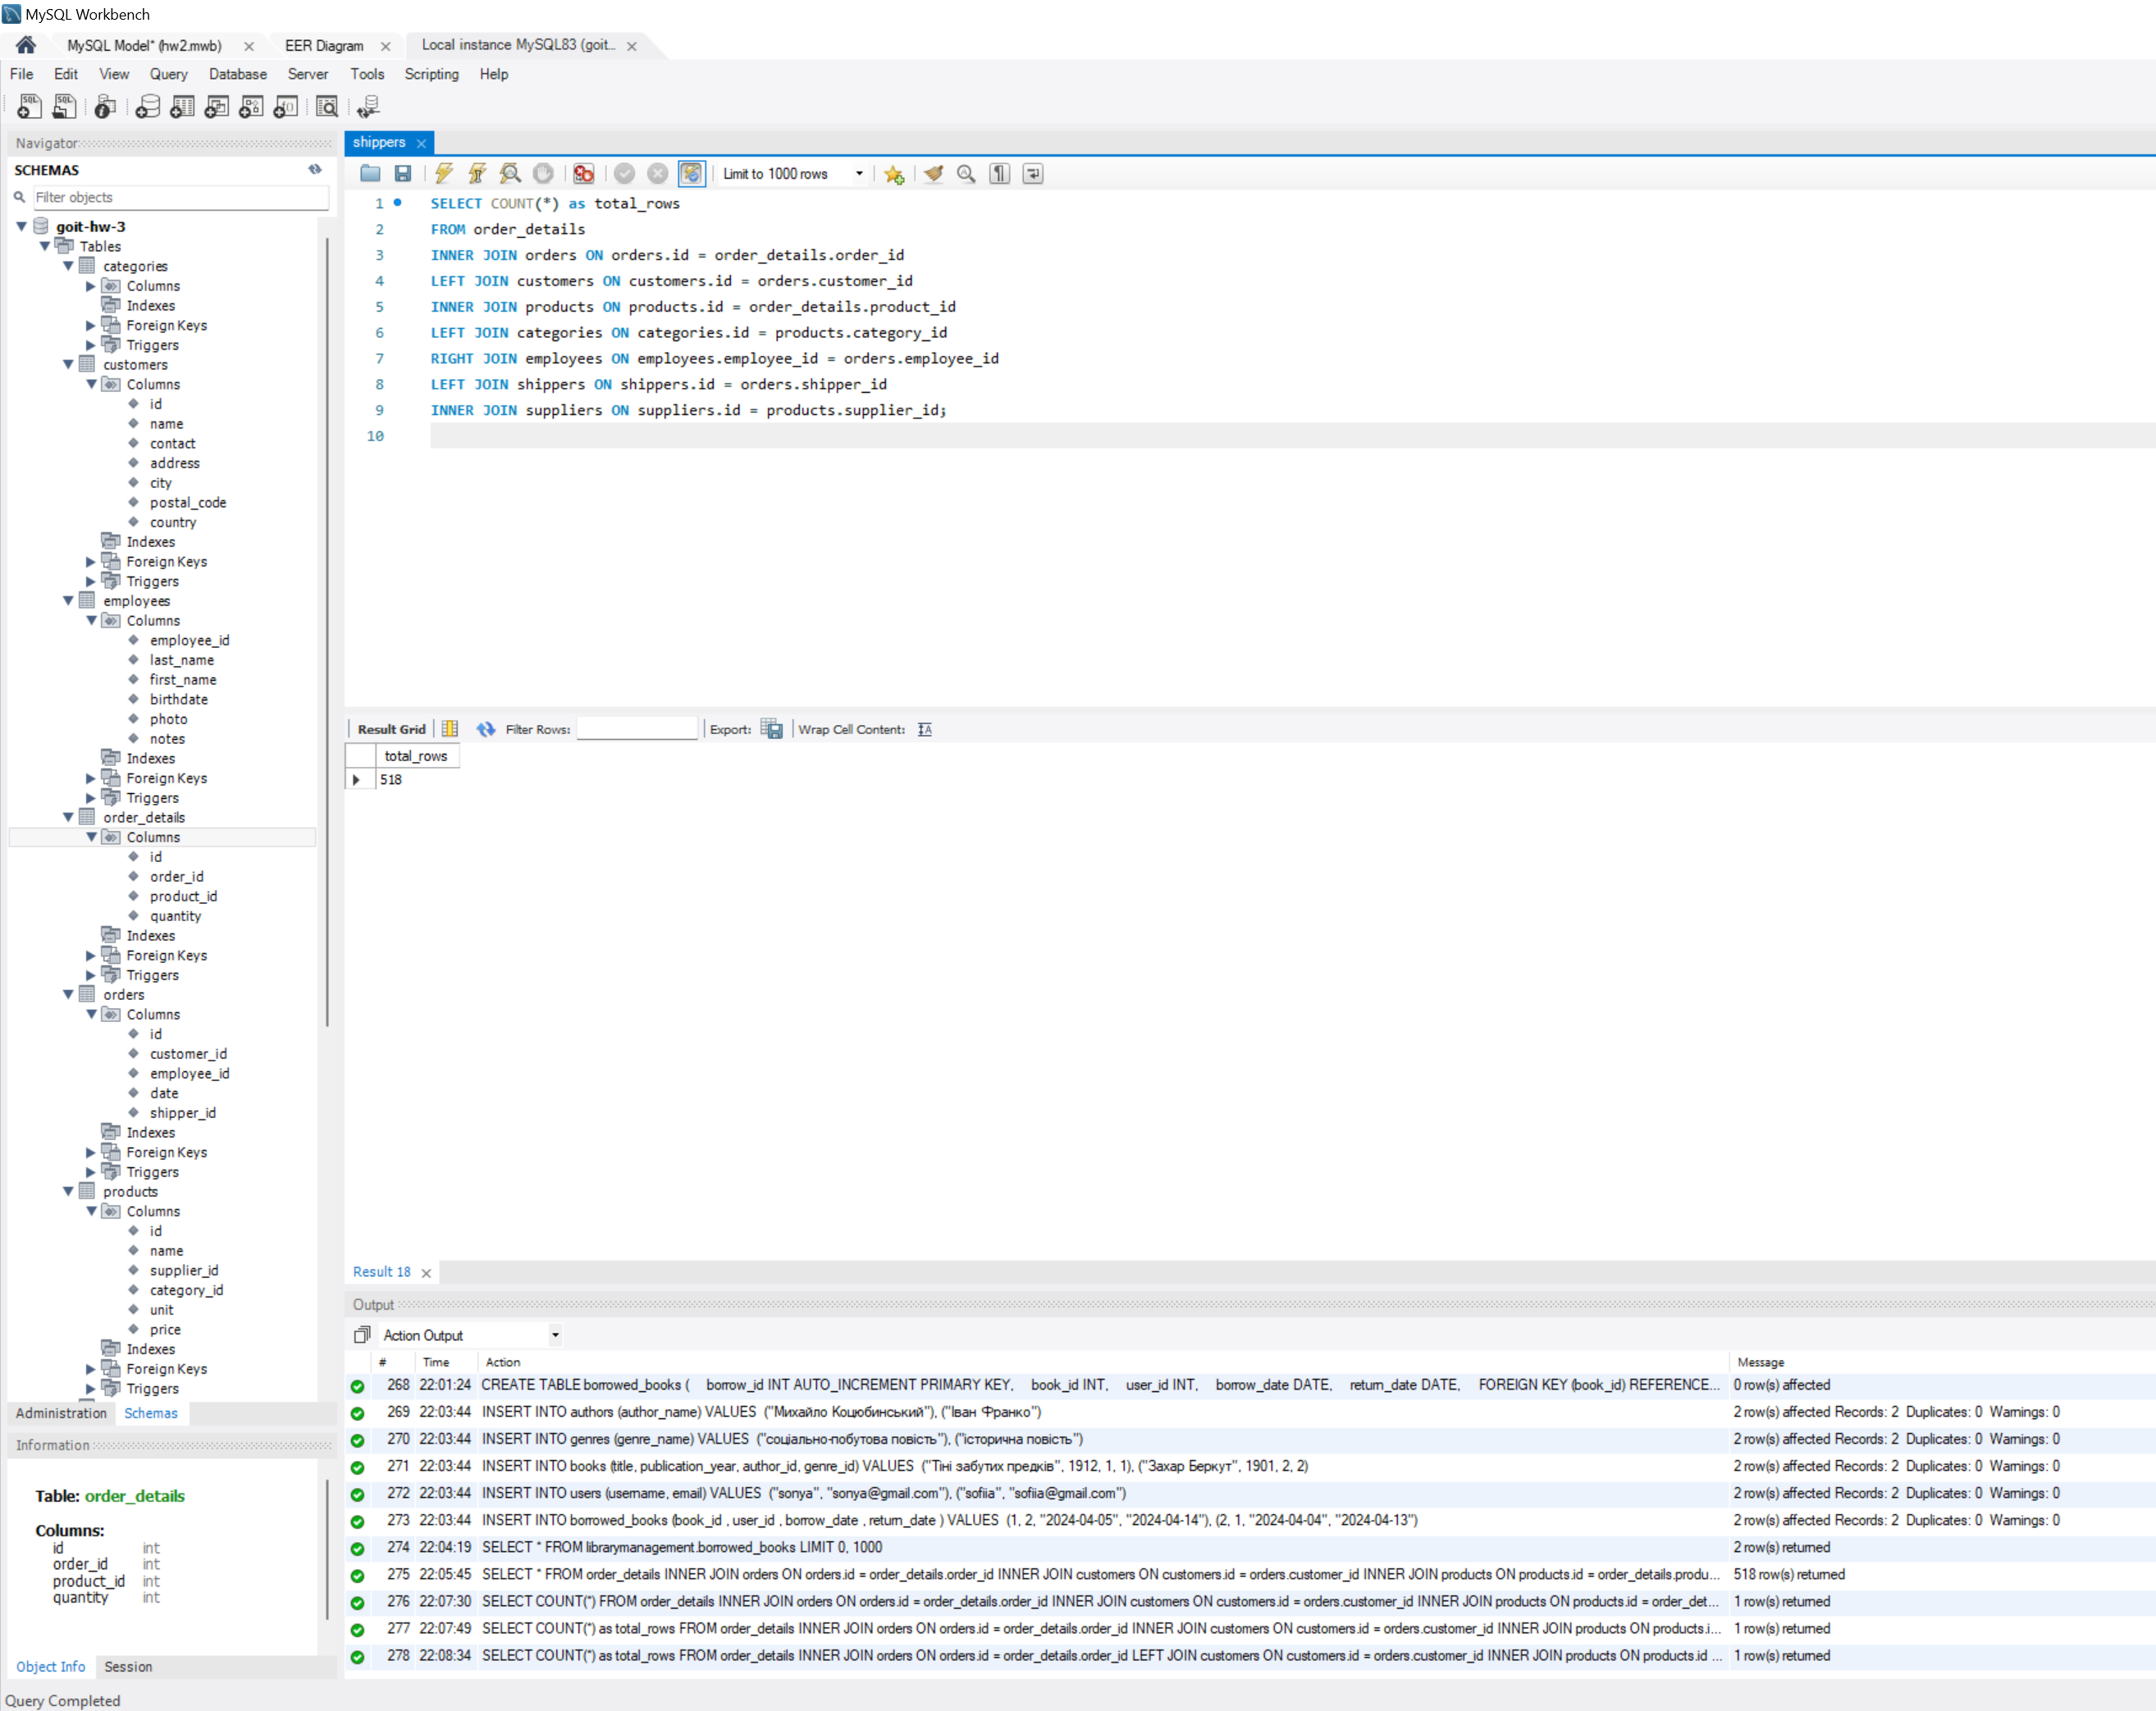 MySQL Workbench
MySQL Model* (hw2.mwb) EER Diagram Local instance MySQL83 (goit...
File Edit View Query Database Server Tools Scripting Help
Navigator
SCHEMAS
Filter objects
goit-hw-3
Tables
categories
Columns
Indexes
Foreign Keys
Triggers
customers
Columns
id
name
contact
address
city
postal_code
country
Indexes
Foreign Keys
Triggers
employees
Columns
employee_id
last_name
first_name
birthdate
photo
notes
Indexes
Foreign Keys
Triggers
order_details
Columns
id
order_id
product_id
quantity
Indexes
Foreign Keys
Triggers
orders
Columns
id
customer_id
employee_id
date
shipper_id
Indexes
Foreign Keys
Triggers
products
Columns
id
name
supplier_id
category_id
unit
price
Indexes
Foreign Keys
Triggers
Administration Schemas
Information
Table: order_details
Columns:
id int
order_id int
product_id int
quantity int
Object Info Session
Query Completed
shippers
Limit to 1000 rows
1 SELECT COUNT(*) as total_rows
2 FROM order_details
3 INNER JOIN orders ON orders.id = order_details.order_id
4 LEFT JOIN customers ON customers.id = orders.customer_id
5 INNER JOIN products ON products.id = order_details.product_id
6 LEFT JOIN categories ON categories.id = products.category_id
7 RIGHT JOIN employees ON employees.employee_id = orders.employee_id
8 LEFT JOIN shippers ON shippers.id = orders.shipper_id
9 INNER JOIN suppliers ON suppliers.id = products.supplier_id;
10
Result Grid Filter Rows: Export: Wrap Cell Content:
total_rows
518
Result 18
Output
Action Output
# Time Action Message
268 22:01:24 CREATE TABLE borrowed_books ( borrow_id INT AUTO_INCREMENT PRIMARY KEY, book_id INT, user_id INT, borrow_date DATE, return_date DATE, FOREIGN KEY (book_id) REFERENCE... 0 row(s) affected
269 22:03:44 INSERT INTO authors (author_name) VALUES ("Михайло Коцюбинський"), ("Іван Франко") 2 row(s) affected Records: 2 Duplicates: 0 Warnings: 0
270 22:03:44 INSERT INTO genres (genre_name) VALUES ("соціально-побутова повість"), ("історична повість") 2 row(s) affected Records: 2 Duplicates: 0 Warnings: 0
271 22:03:44 INSERT INTO books (title, publication_year, author_id, genre_id) VALUES ("Тіні забутих предків", 1912, 1, 1), ("Захар Беркут", 1901, 2, 2) 2 row(s) affected Records: 2 Duplicates: 0 Warnings: 0
272 22:03:44 INSERT INTO users (username, email) VALUES ("sonya", "sonya@gmail.com"), ("sofiia", "sofiia@gmail.com") 2 row(s) affected Records: 2 Duplicates: 0 Warnings: 0
273 22:03:44 INSERT INTO borrowed_books (book_id , user_id , borrow_date , return_date ) VALUES (1, 2, "2024-04-05", "2024-04-14"), (2, 1, "2024-04-04", "2024-04-13") 2 row(s) affected Records: 2 Duplicates: 0 Warnings: 0
274 22:04:19 SELECT * FROM librarymanagement.borrowed_books LIMIT 0, 1000 2 row(s) returned
275 22:05:45 SELECT * FROM order_details INNER JOIN orders ON orders.id = order_details.order_id INNER JOIN customers ON customers.id = orders.customer_id INNER JOIN products ON products.id = order_details.produ... 518 row(s) returned
276 22:07:30 SELECT COUNT(*) FROM order_details INNER JOIN orders ON orders.id = order_details.order_id INNER JOIN customers ON customers.id = orders.customer_id INNER JOIN products ON products.id = order_det... 1 row(s) returned
277 22:07:49 SELECT COUNT(*) as total_rows FROM order_details INNER JOIN orders ON orders.id = order_details.order_id INNER JOIN customers ON customers.id = orders.customer_id INNER JOIN products ON products.i... 1 row(s) returned
278 22:08:34 SELECT COUNT(*) as total_rows FROM order_details INNER JOIN orders ON orders.id = order_details.order_id LEFT JOIN customers ON customers.id = orders.customer_id INNER JOIN products ON products.id ... 1 row(s) returned